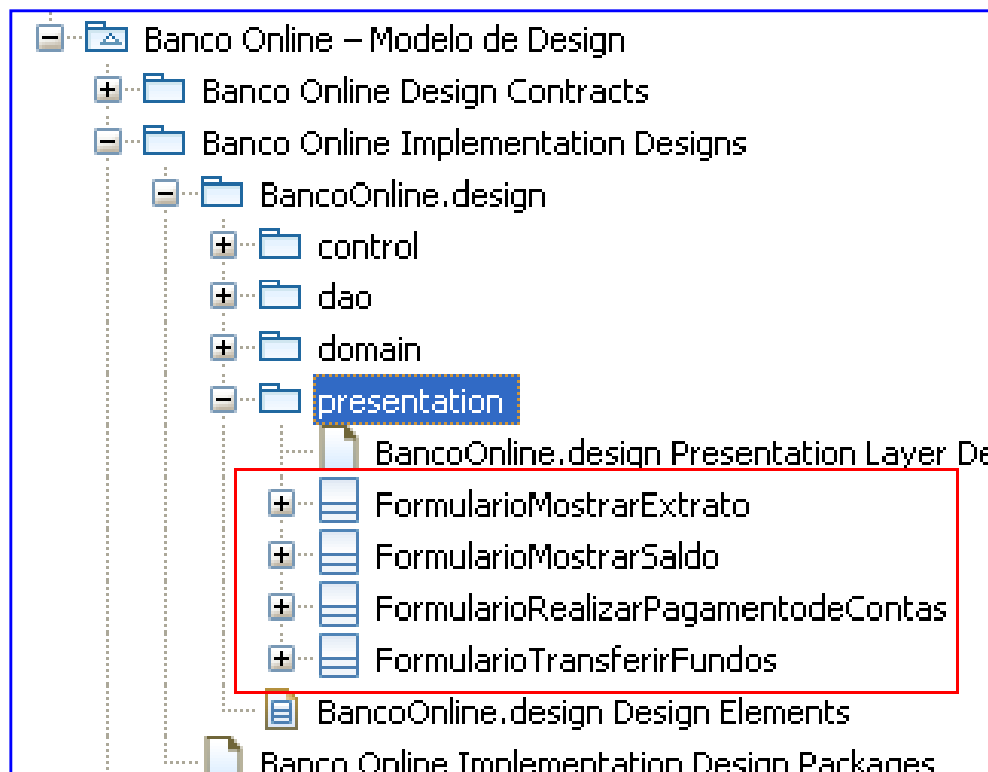 Banco Online – Modelo de Design
Banco Online Design Contracts
Banco Online Implementation Designs
BancoOnline.design
control
dao
domain
presentation
BancoOnline.design Presentation Layer De
FormularioMostrarExtrato
FormularioMostrarSaldo
FormularioRealizarPagamentodeContas
FormularioTransferirFundos
BancoOnline.design Design Elements
Banco Online Implementation Design Packages